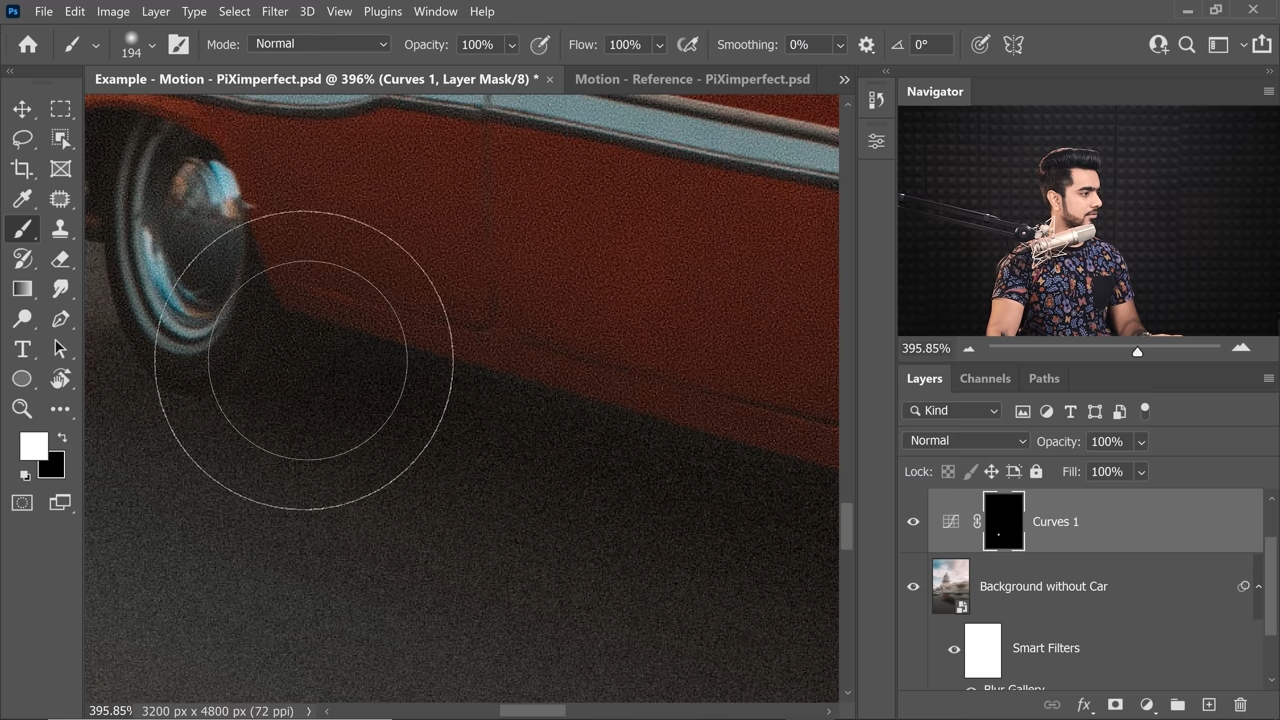 Ps File Edit Image Layer Type Select Filter 3D View Plugins Window Help
194 Mode: Normal Opacity: 100% Flow: 100% Smoothing: 0% 0°
Example - Motion - PiXimperfect.psd @ 396% (Curves 1, Layer Mask/8) * × Motion - Reference - PiXimperfect.psd
Navigator
395.85%
Layers Channels Paths
Kind
Normal Opacity: 100%
Lock: Fill: 100%
Curves 1
Background without Car
Smart Filters
Blur Gallery
395.85% 3200 px x 4800 px (72 ppi)